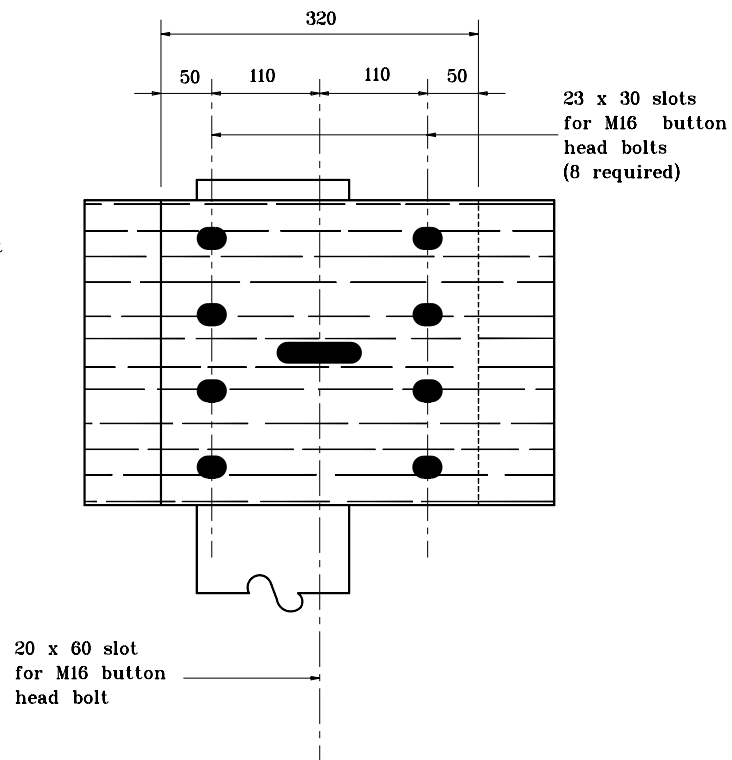 320
50 110 110 50
23 x 30 slots
for M16 button
head bolts
(8 required)
20 x 60 slot
for M16 button
head bolt